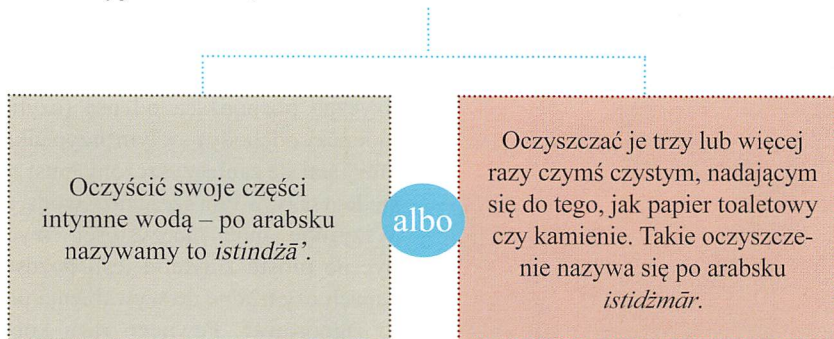 Oczyścić swoje części
intymne wodą – po arabsku
nazywamy to istindżā’.
albo
Oczyszczać je trzy lub więcej
razy czymś czystym, nadającym
się do tego, jak papier toaletowy
czy kamienie. Takie oczyszcze-
nie nazywa się po arabsku
istidżmār.